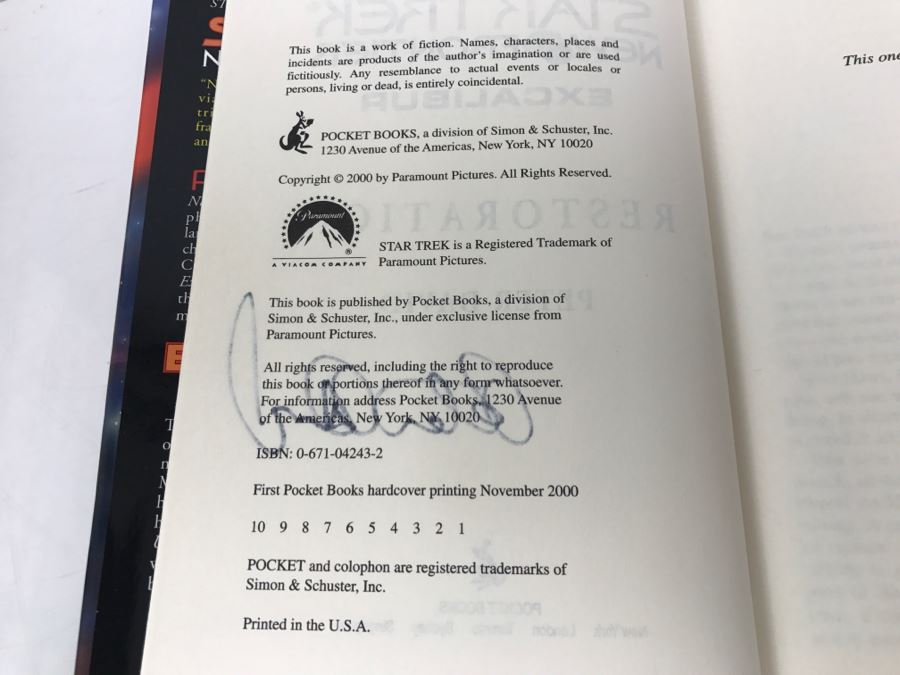 This book is a work of fiction. Names, characters, places and
incidents are products of the author's imagination or are used
fictitiously. Any resemblance to actual events or locales or
persons, living or dead, is entirely coincidental.
POCKET BOOKS, a division of Simon & Schuster, Inc.
1230 Avenue of the Americas, New York, NY 10020
Copyright © 2000 by Paramount Pictures. All Rights Reserved.
Paramount
®
A VIACOM COMPANY
STAR TREK is a Registered Trademark of
Paramount Pictures.
This book is published by Pocket Books, a division of
Simon & Schuster, Inc., under exclusive license from
Paramount Pictures.
All rights reserved, including the right to reproduce
this book or portions thereof in any form whatsoever.
For information address Pocket Books, 1230 Avenue
of the Americas, New York, NY 10020
ISBN: 0-671-04243-2
First Pocket Books hardcover printing November 2000
10 9 8 7 6 5 4 3 2 1
POCKET and colophon are registered trademarks of
Simon & Schuster, Inc.
Printed in the U.S.A.
This one